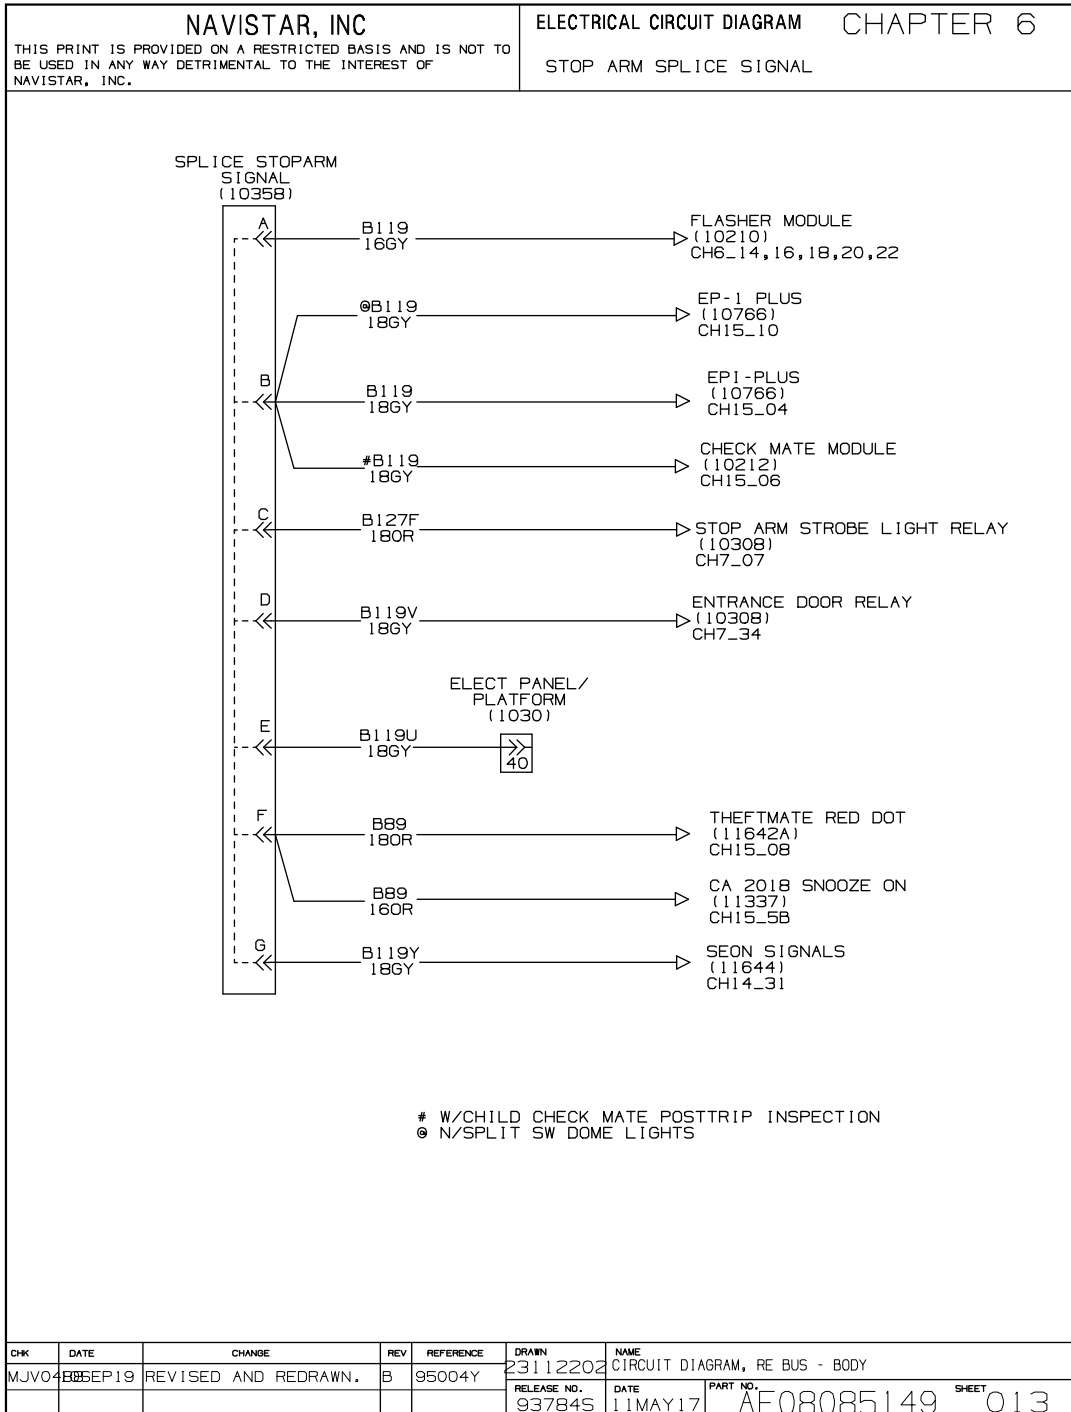 NAVISTAR, INC
THIS PRINT IS PROVIDED ON A RESTRICTED BASIS AND IS NOT TO
BE USED IN ANY WAY DETRIMENTAL TO THE INTEREST OF
NAVISTAR, INC.
ELECTRICAL CIRCUIT DIAGRAM CHAPTER 6
STOP ARM SPLICE SIGNAL
SPLICE STOPARM
SIGNAL
(10358)
A
B119
16GY
FLASHER MODULE
(10210)
CH6_14,16,18,20,22
@B119
18GY
EP-1 PLUS
(10766)
CH15_10
B
B119
18GY
EPI-PLUS
(10766)
CH15_04
#B119
18GY
CHECK MATE MODULE
(10212)
CH15_06
C
B127F
18OR
STOP ARM STROBE LIGHT RELAY
(10308)
CH7_07
D
B119V
18GY
ENTRANCE DOOR RELAY
(10308)
CH7_34
ELECT PANEL/
PLATFORM
(1030)
E
B119U
18GY
40
F
B89
18OR
THEFTMATE RED DOT
(11642A)
CH15_08
B89
16OR
CA 2018 SNOOZE ON
(11337)
CH15_5B
G
B119Y
18GY
SEON SIGNALS
(11644)
CH14_31
# W/CHILD CHECK MATE POSTTRIP INSPECTION
@ N/SPLIT SW DOME LIGHTS
CHK DATE CHANGE REV REFERENCE
REVISED AND REDRAWN. B 95004Y
DRAWN
23112202
NAME
CIRCUIT DIAGRAM, RE BUS - BODY
RELEASE NO.
93784S
DATE
11MAY17
PART NO.
AF08085149
SHEET
013